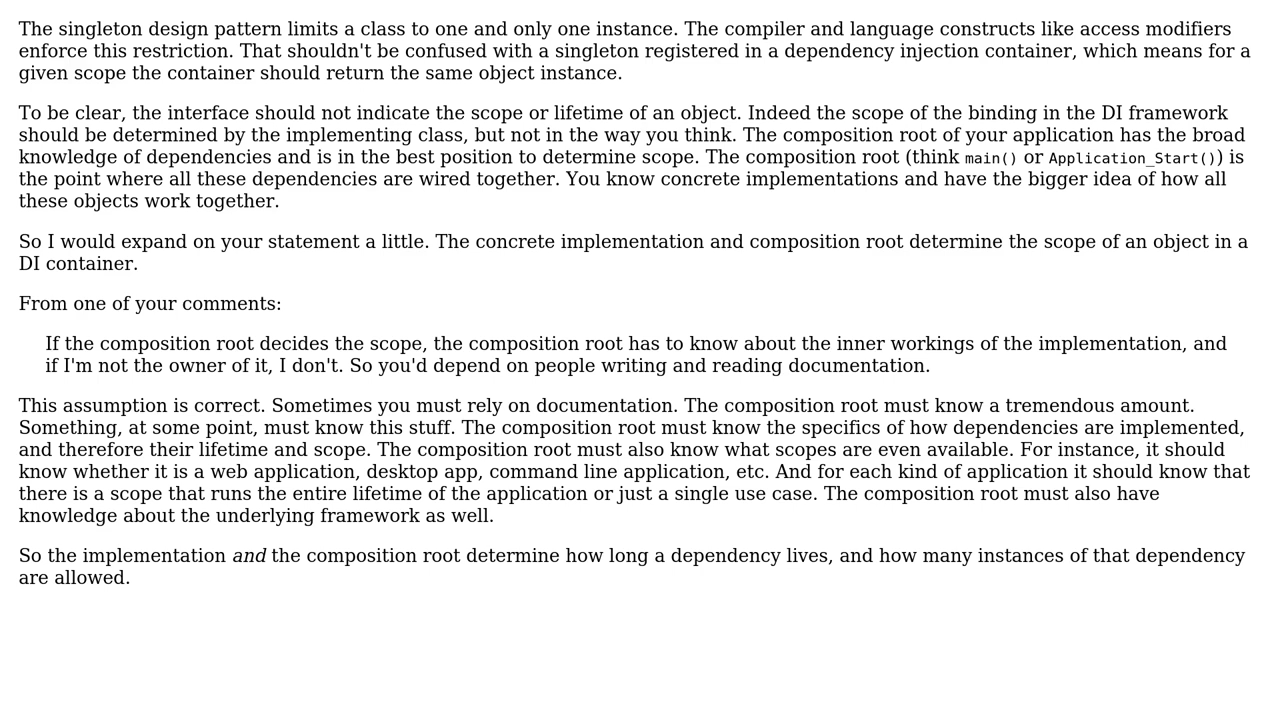 The singleton design pattern limits a class to one and only one instance. The compiler and language constructs like access modifiers
enforce this restriction. That shouldn't be confused with a singleton registered in a dependency injection container, which means for a
given scope the container should return the same object instance.
To be clear, the interface should not indicate the scope or lifetime of an object. Indeed the scope of the binding in the DI framework
should be determined by the implementing class, but not in the way you think. The composition root of your application has the broad
knowledge of dependencies and is in the best position to determine scope. The composition root (think main() or Application_Start()) is
the point where all these dependencies are wired together. You know concrete implementations and have the bigger idea of how all
these objects work together.
So I would expand on your statement a little. The concrete implementation and composition root determine the scope of an object in a
DI container.
From one of your comments:
If the composition root decides the scope, the composition root has to know about the inner workings of the implementation, and
if I'm not the owner of it, I don't. So you'd depend on people writing and reading documentation.
This assumption is correct. Sometimes you must rely on documentation. The composition root must know a tremendous amount.
Something, at some point, must know this stuff. The composition root must know the specifics of how dependencies are implemented,
and therefore their lifetime and scope. The composition root must also know what scopes are even available. For instance, it should
know whether it is a web application, desktop app, command line application, etc. And for each kind of application it should know that
there is a scope that runs the entire lifetime of the application or just a single use case. The composition root must also have
knowledge about the underlying framework as well.
So the implementation and the composition root determine how long a dependency lives, and how many instances of that dependency
are allowed.